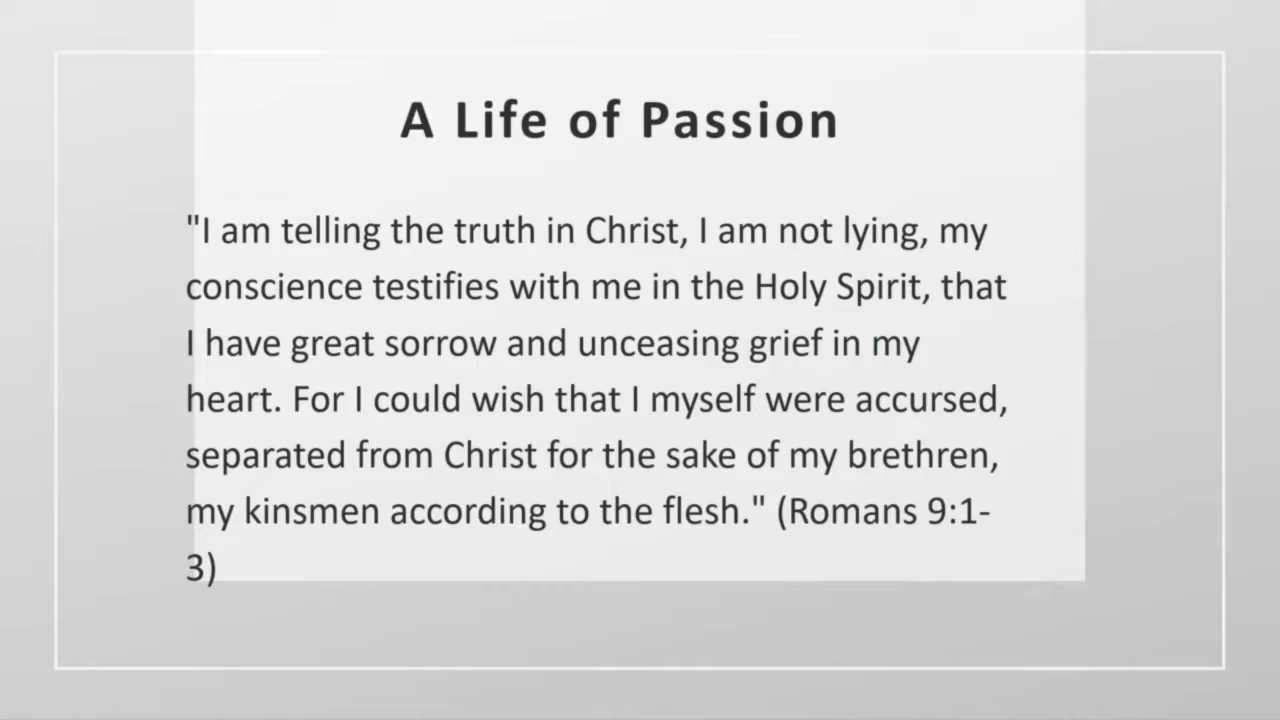 A Life of Passion
"I am telling the truth in Christ, I am not lying, my
conscience testifies with me in the Holy Spirit, that
I have great sorrow and unceasing grief in my
heart. For I could wish that I myself were accursed,
separated from Christ for the sake of my brethren,
my kinsmen according to the flesh." (Romans 9:1-
3)